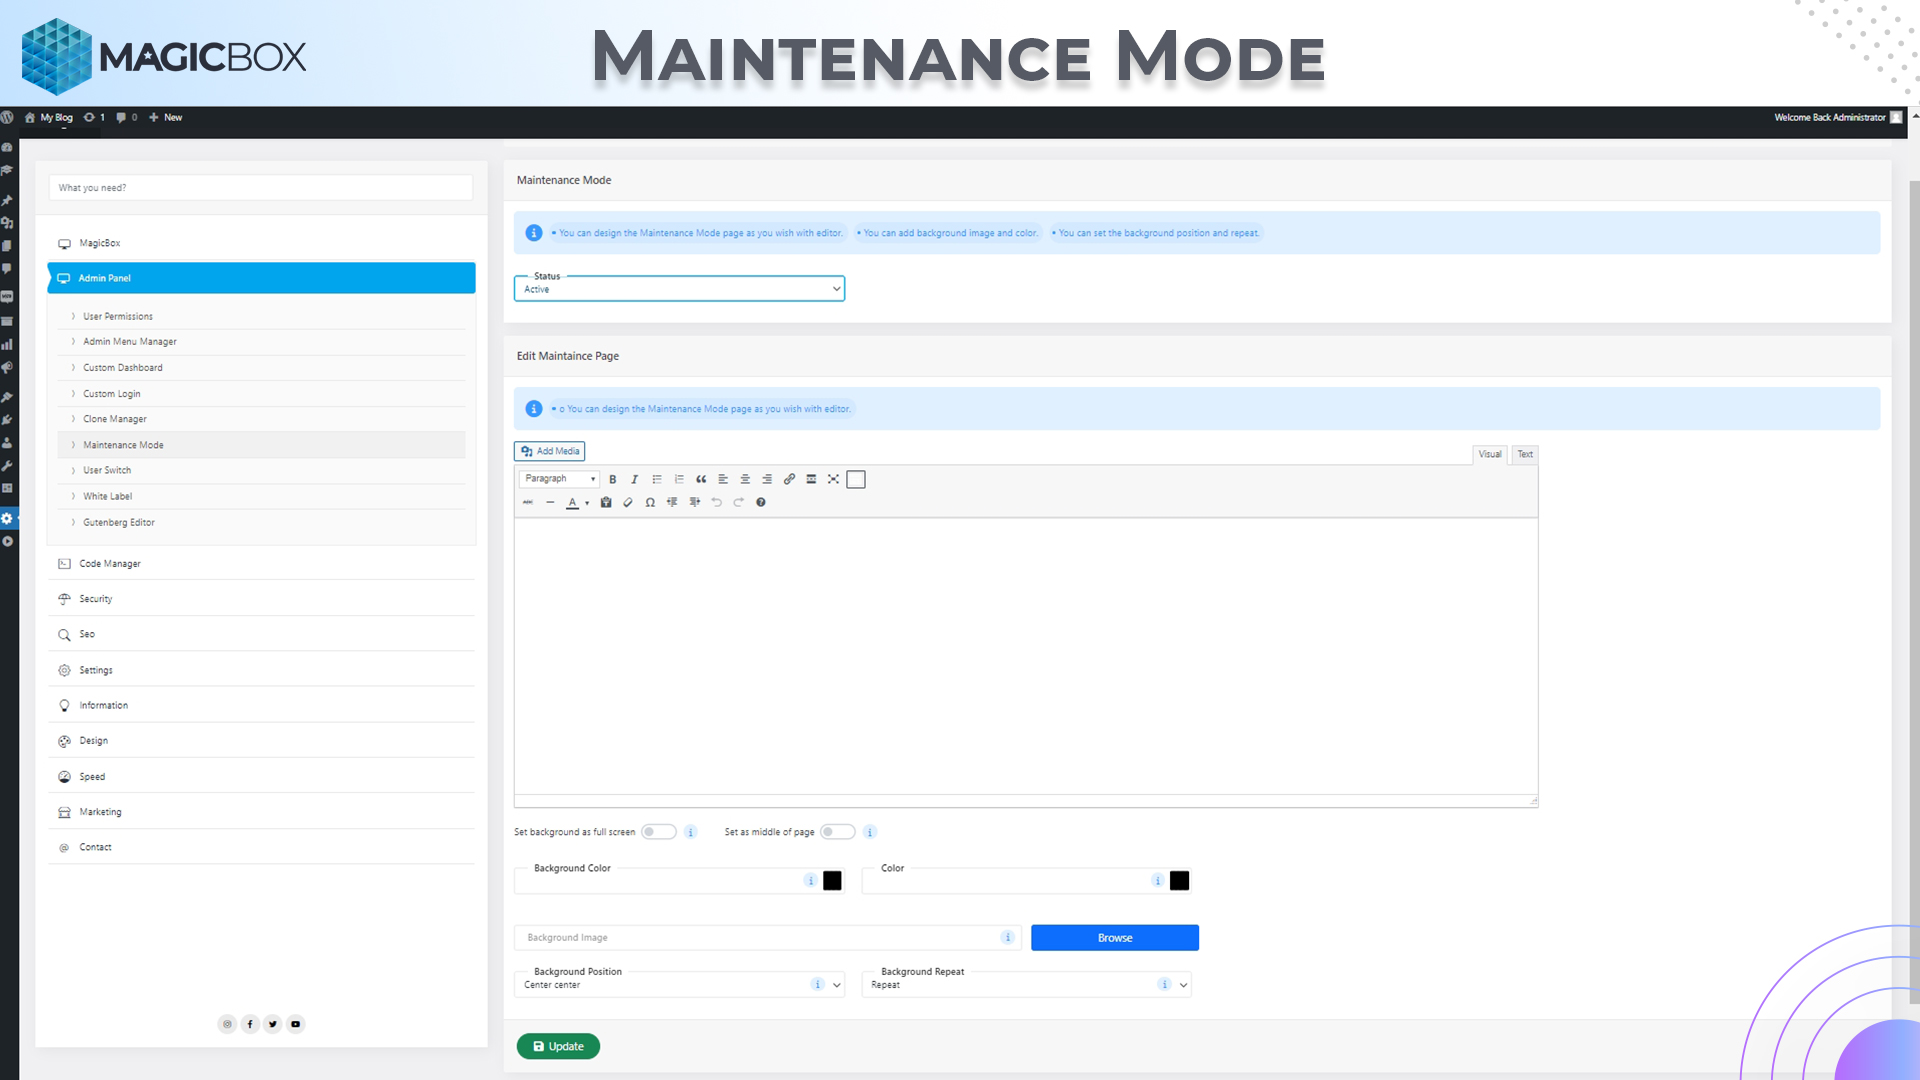 MAGICBOX
MAINTENANCE MODE
My Blog 1 0 New
Welcome Back Administrator
What you need?
MagicBox
Admin Panel
User Permissions
Admin Menu Manager
Custom Dashboard
Custom Login
Clone Manager
Maintenance Mode
User Switch
White Label
Gutenberg Editor
Code Manager
Security
Seo
Settings
Information
Design
Speed
Marketing
Contact
Maintenance Mode
• You can design the Maintenance Mode page as you wish with editor. • You can add background image and color. • You can set the background position and repeat.
Status
Active
Edit Maintaince Page
• o You can design the Maintenance Mode page as you wish with editor.
Add Media
Visual Text
Paragraph
Set background as full screen Set as middle of page
Background Color Color
Background Image Browse
Background Position Background Repeat
Center center Repeat
Update